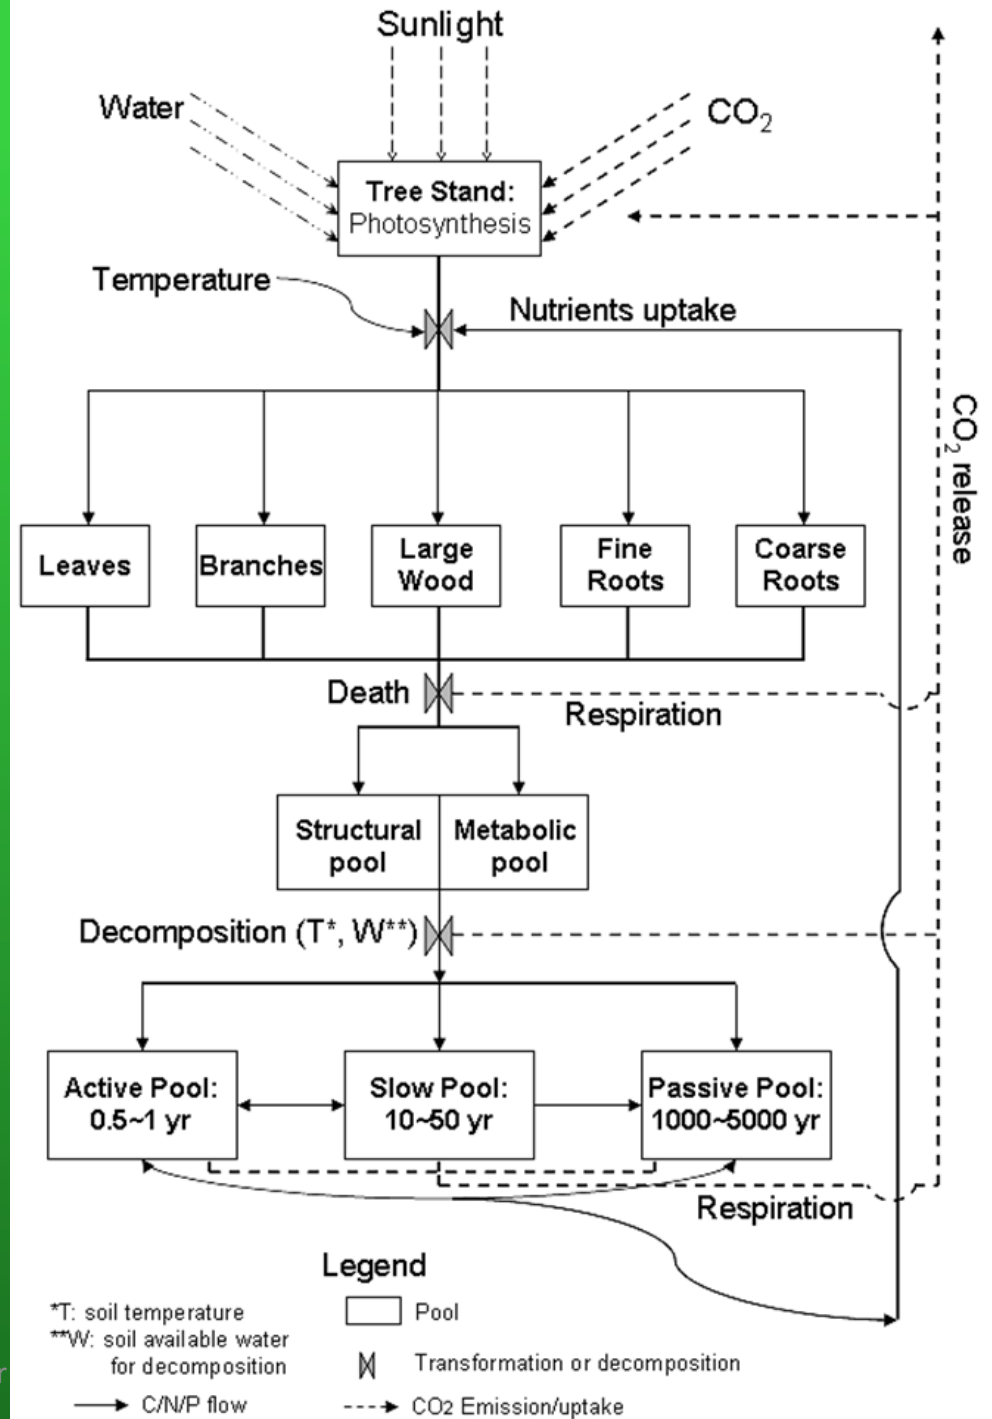 Sunlight
Water
CO₂
Tree Stand:
Photosynthesis
Temperature
Nutrients uptake
CO₂ release
Leaves
Branches
Large
Wood
Fine
Roots
Coarse
Roots
Death
Respiration
Structural
pool
Metabolic
pool
Decomposition (T*, W**)
Active Pool:
0.5~1 yr
Slow Pool:
10~50 yr
Passive Pool:
1000~5000 yr
Respiration
Legend
*T: soil temperature
**W: soil available water
for decomposition
C/N/P flow
Pool
Transformation or decomposition
CO₂ Emission/uptake